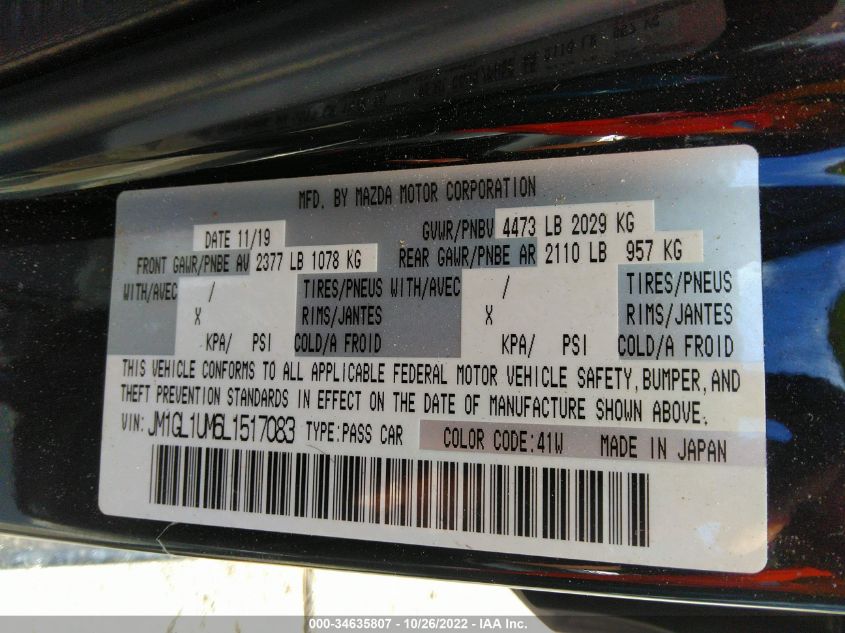 MFD. BY MAZDA MOTOR CORPORATION
DATE 11/19 GVWR/PNBV 4473 LB 2029 KG
FRONT GAWR/PNBE AV 2377 LB 1078 KG REAR GAWR/PNBE AR 2110 LB 957 KG
WITH/AVEC / TIRES/PNEUS WITH/AVEC / TIRES/PNEUS
X RIMS/JANTES X RIMS/JANTES
KPA/ PSI COLD/A FROID KPA/ PSI COLD/A FROID
THIS VEHICLE CONFORMS TO ALL APPLICABLE FEDERAL MOTOR VEHICLE SAFETY, BUMPER, AND
THEFT PREVENTION STANDARDS IN EFFECT ON THE DATE OF MANUFACTURE SHOWN ABOVE.
VIN: JM1GL1UM6L1517083 TYPE:PASS CAR COLOR CODE:41W MADE IN JAPAN
000-34635807 - 10/26/2022 - IAA Inc.